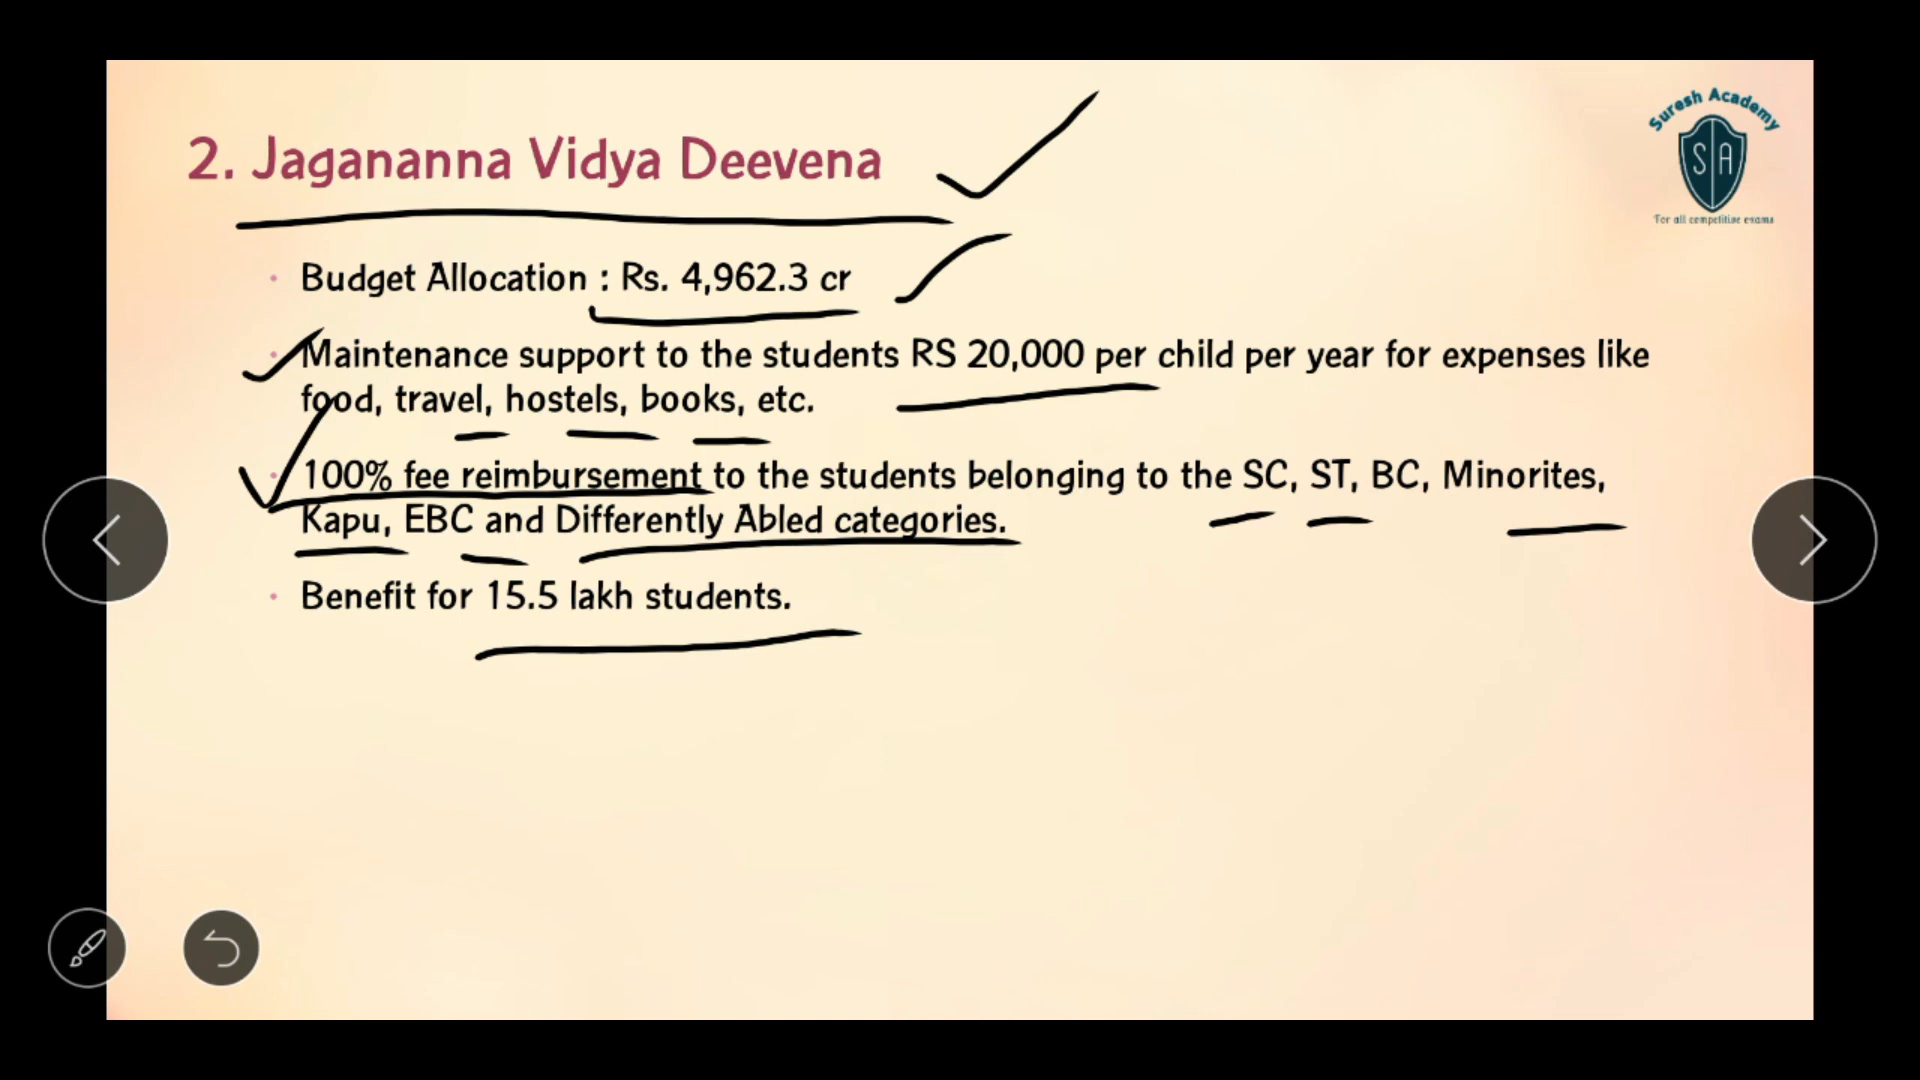 Suresh Academy
SA
For all competitive exams
2. Jagananna Vidya Deevena
• Budget Allocation : Rs. 4,962.3 cr
• Maintenance support to the students RS 20,000 per child per year for expenses like
food, travel, hostels, books, etc.
• 100% fee reimbursement to the students belonging to the SC, ST, BC, Minorites,
Kapu, EBC and Differently Abled categories.
• Benefit for 15.5 lakh students.